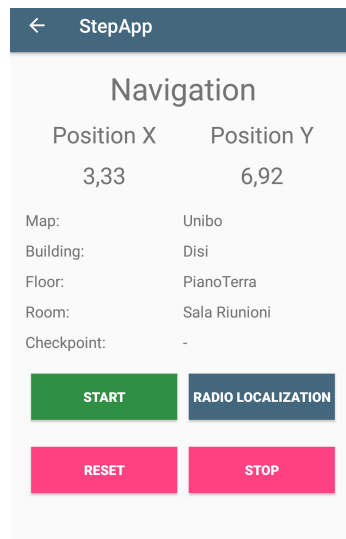 StepApp
Navigation
Position X Position Y
3,33 6,92
Map: Unibo
Building: Disi
Floor: PianoTerra
Room: Sala Riunioni
Checkpoint: -
START RADIO LOCALIZATION
RESET STOP